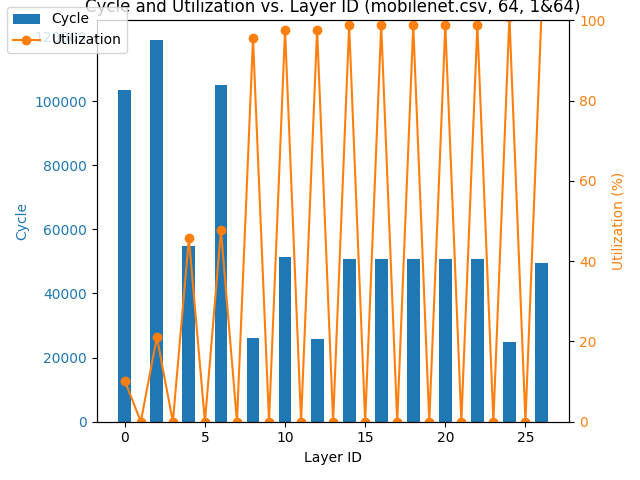 Cycle and Utilization vs. Layer ID (mobilenet.csv, 64, 1&64)
Cycle
Utilization
120000
100000
80000
60000
40000
20000
0
Cycle
100
80
60
40
20
0
Utilization (%)
0 5 10 15 20 25
Layer ID